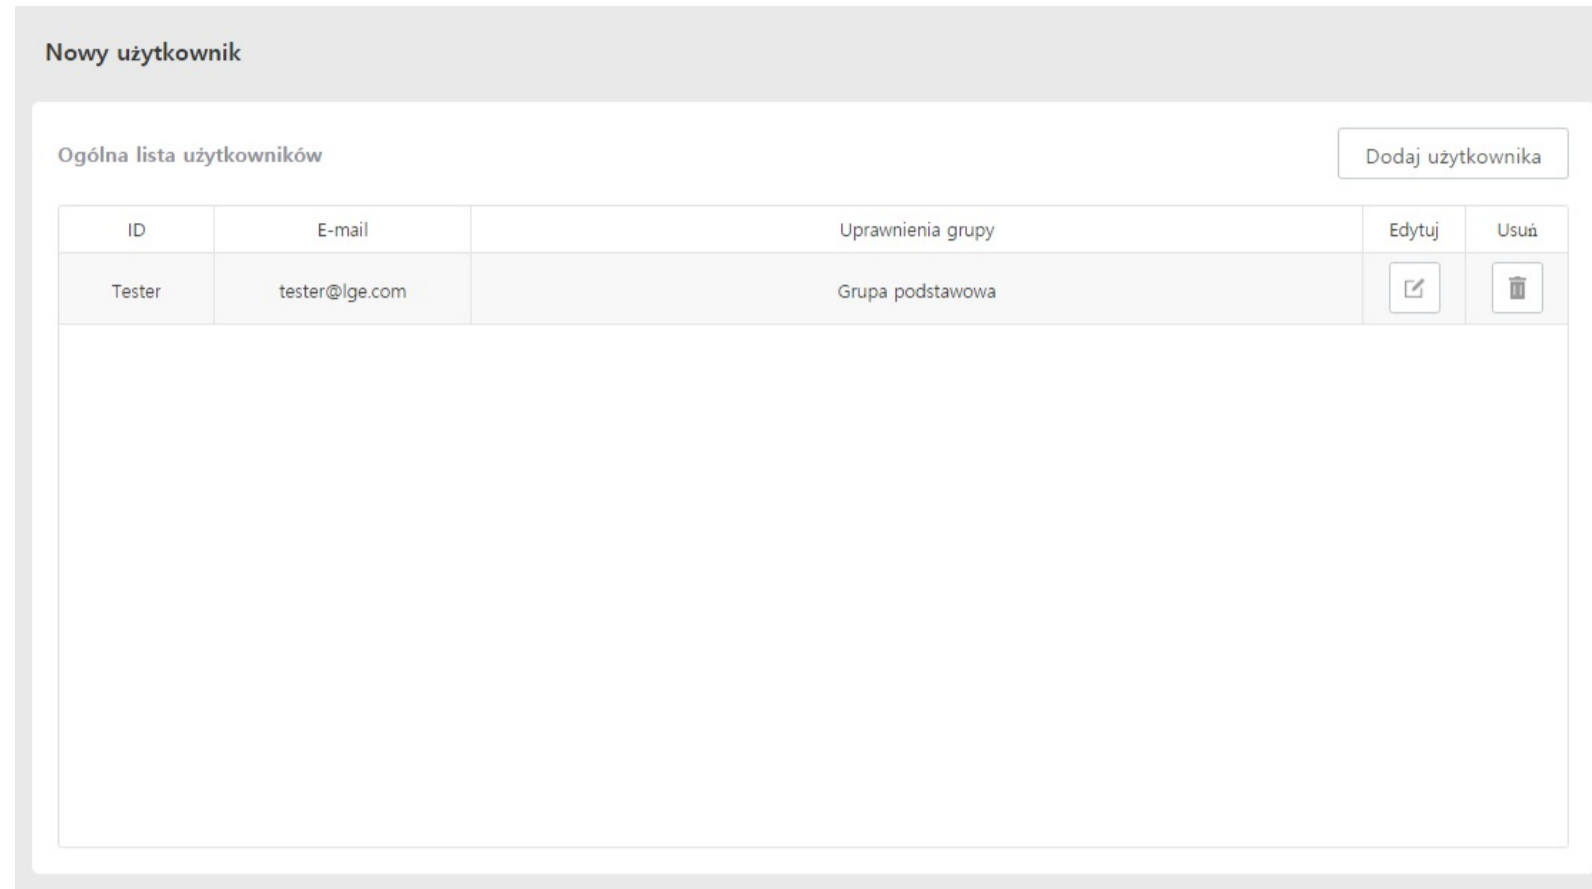 Nowy użytkownik
Ogólna lista użytkowników
Dodaj użytkownika
ID E-mail Uprawnienia grupy Edytuj Usuń
Tester tester@lge.com Grupa podstawowa